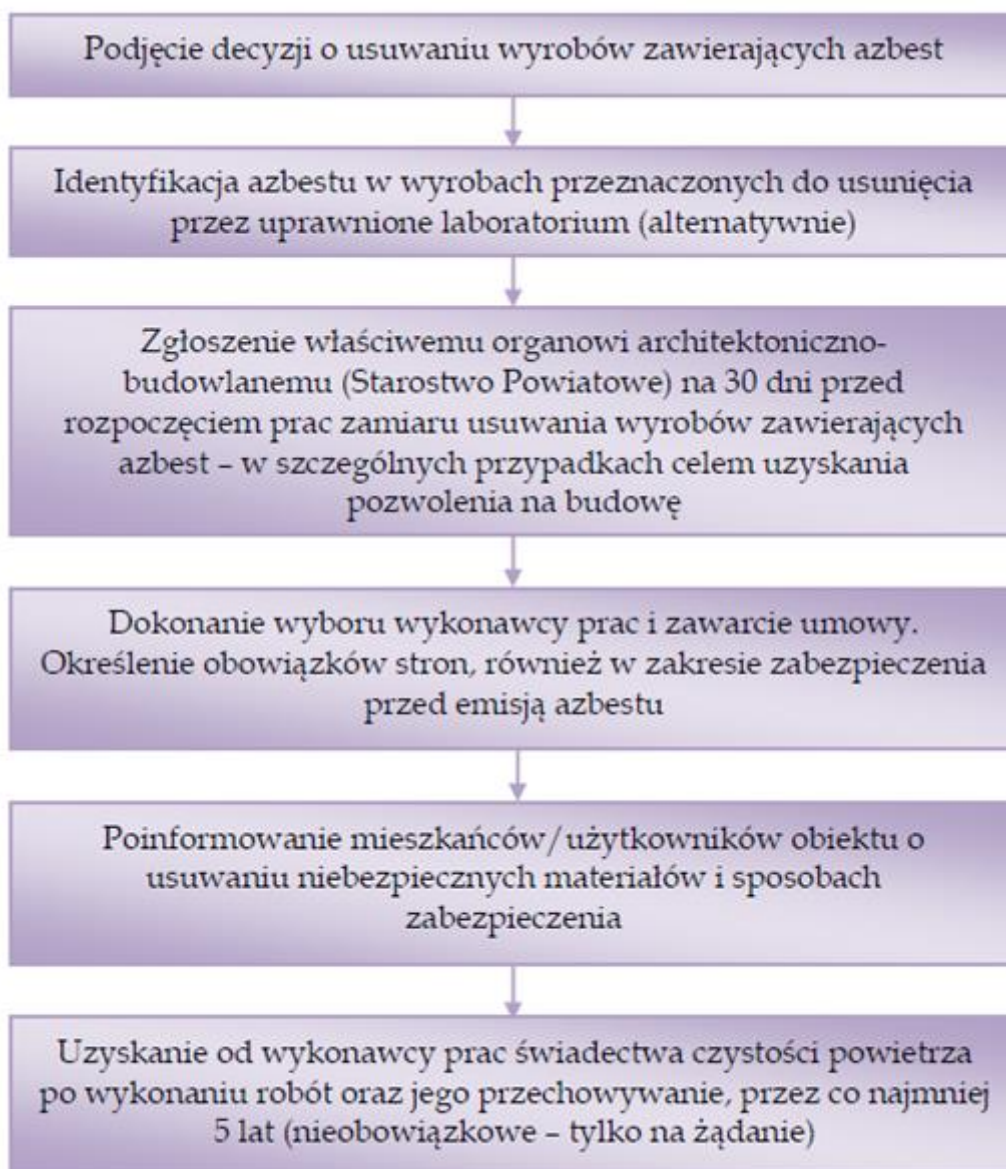 Podjęcie decyzji o usuwaniu wyrobów zawierających azbest
Identyfikacja azbestu w wyrobach przeznaczonych do usunięcia
przez uprawnione laboratorium (alternatywnie)
Zgłoszenie właściwemu organowi architektoniczno-
budowlanemu (Starostwo Powiatowe) na 30 dni przed
rozpoczęciem prac zamiaru usuwania wyrobów zawierających
azbest – w szczególnych przypadkach celem uzyskania
pozwolenia na budowę
Dokonanie wyboru wykonawcy prac i zawarcie umowy.
Określenie obowiązków stron, również w zakresie zabezpieczenia
przed emisją azbestu
Poinformowanie mieszkańców/użytkowników obiektu o
usuwaniu niebezpiecznych materiałów i sposobach
zabezpieczenia
Uzyskanie od wykonawcy prac świadectwa czystości powietrza
po wykonaniu robót oraz jego przechowywanie, przez co najmniej
5 lat (nieobowiązkowe – tylko na żądanie)